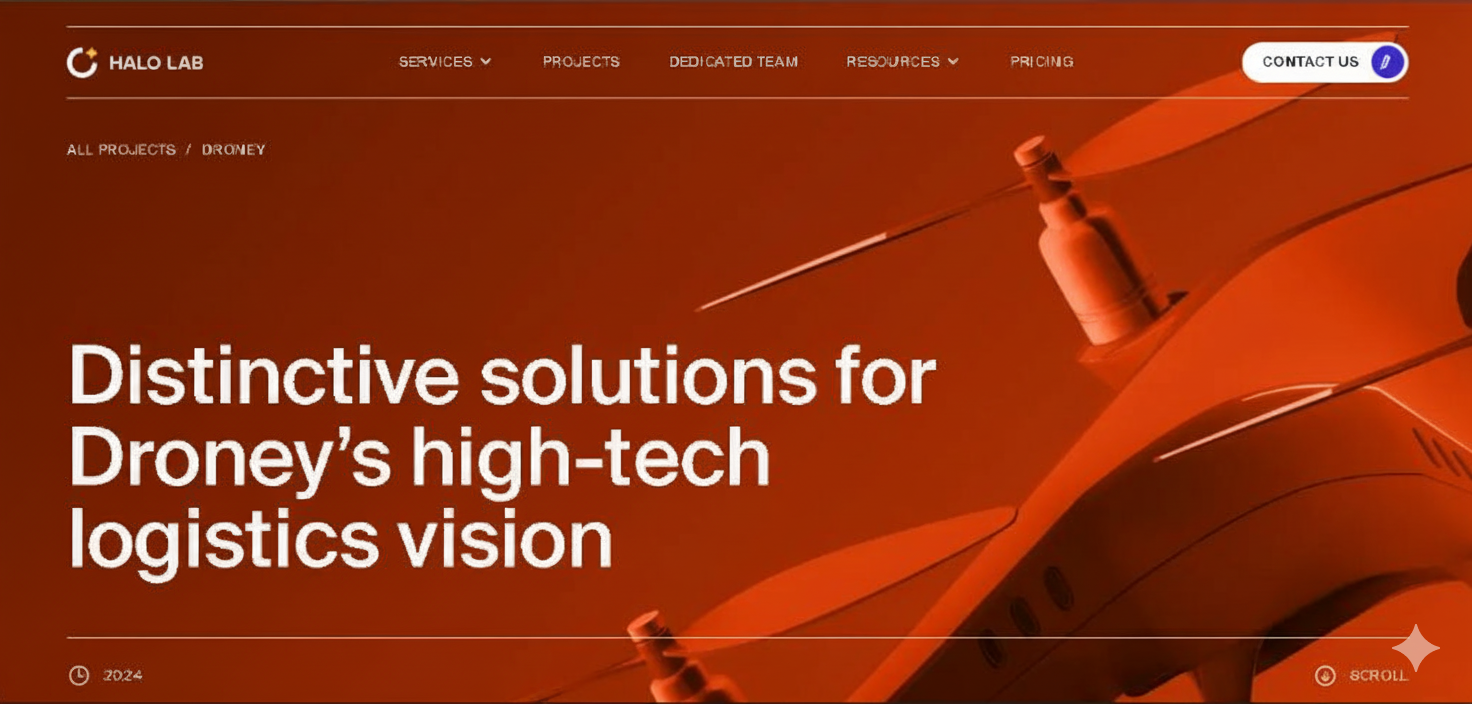 HALO LAB
SERVICES
PROJECTS
DEDICATED TEAM
RESOURCES
PRICING
CONTACT US
ALL PROJECTS / DRONEY
Distinctive solutions for
Droney’s high-tech
logistics vision
2024
SCROLL